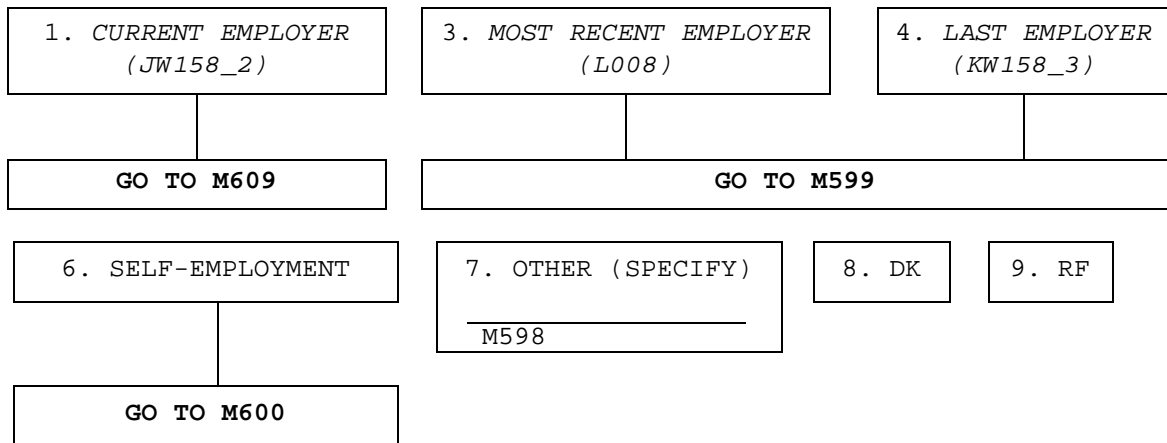 1. CURRENT EMPLOYER
(JW158_2)
3. MOST RECENT EMPLOYER
(L008)
4. LAST EMPLOYER
(KW158_3)
GO TO M609
GO TO M599
6. SELF-EMPLOYMENT
7. OTHER (SPECIFY)
M598
8. DK
9. RF
GO TO M600